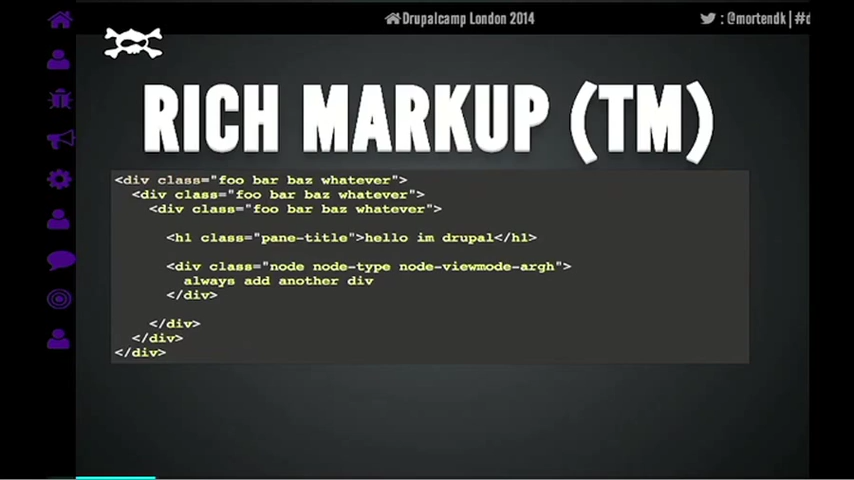 Drupalcamp London 2014
: @mortendk | #d
RICH MARKUP (TM)
<div class="foo bar baz whatever">
<div class="foo bar baz whatever">
<div class="foo bar baz whatever">
<h1 class="pane-title">hello im drupal</h1>
<div class="node node-type node-viewmode-argh">
always add another div
</div>
</div>
</div>
</div>